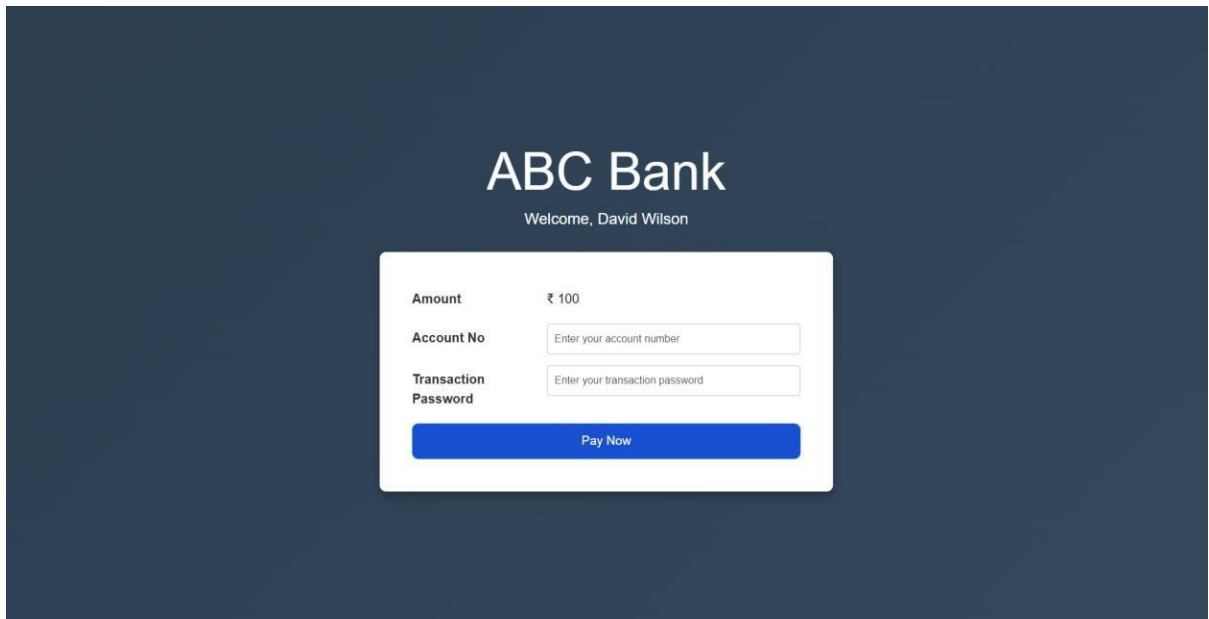 ABC Bank
Welcome, David Wilson
Amount ₹ 100
Account No Enter your account number
Transaction Enter your transaction password
Password
Pay Now